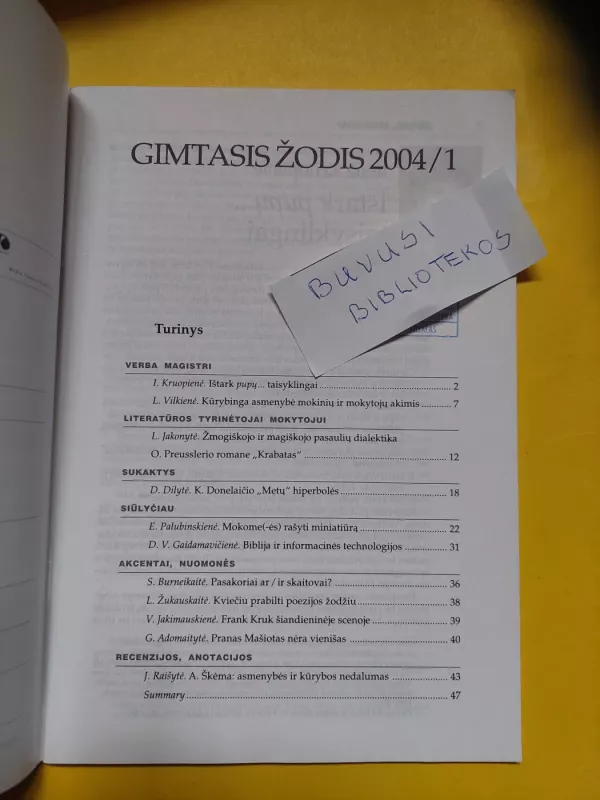 GIMTASIS ŽODIS 2004/1
BUVUSI
BIBLIOTEKOS
Turinys
VERBA MAGISTRI
I. Kruopienė. Ištark pupų... taisyklingai 2
L. Vilkienė. Kūrybinga asmenybė mokinių ir mokytojų akimis 7
LITERATŪROS TYRINĖTOJAI MOKYTOJUI
L. Jakonytė. Žmogiškojo ir magiškojo pasaulių dialektika
O. Preusslerio romane „Krabatas“ 12
SUKAKTYS
D. Dilytė. K. Donelaičio „Metų“ hiperbolės 18
SIŪLYČIAU
E. Palubinskienė. Mokome(-ės) rašyti miniatiūrą 22
D. V. Gaidamavičienė. Biblija ir informacinės technologijos 31
AKCENTAI, NUOMONĖS
S. Burneikaitė. Pasakoriai ar / ir skaitovai? 36
L. Žukauskaitė. Kviečiu prabilti poezijos žodžiu 38
V. Jakimauskienė. Frank Kruk šiandieninėje scenoje 39
G. Adomaitytė. Pranas Mašiotas nėra vienišas 40
RECENZIJOS, ANOTACIJOS
J. Raišytė. A. Škėma: asmenybės ir kūrybos nedalumas 43
Summary 47